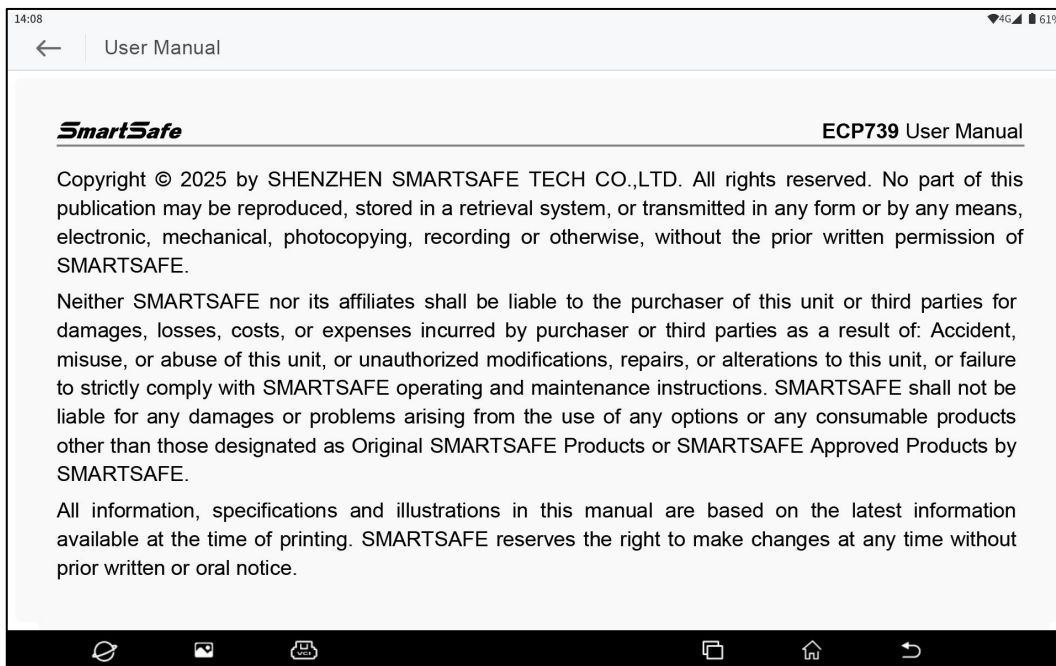 14:08 4G 61%
User Manual
SmartSafe ECP739 User Manual
Copyright © 2025 by SHENZHEN SMARTSAFE TECH CO.,LTD. All rights reserved. No part of this
publication may be reproduced, stored in a retrieval system, or transmitted in any form or by any means,
electronic, mechanical, photocopying, recording or otherwise, without the prior written permission of
SMARTSAFE.
Neither SMARTSAFE nor its affiliates shall be liable to the purchaser of this unit or third parties for
damages, losses, costs, or expenses incurred by purchaser or third parties as a result of: Accident,
misuse, or abuse of this unit, or unauthorized modifications, repairs, or alterations to this unit, or failure
to strictly comply with SMARTSAFE operating and maintenance instructions. SMARTSAFE shall not be
liable for any damages or problems arising from the use of any options or any consumable products
other than those designated as Original SMARTSAFE Products or SMARTSAFE Approved Products by
SMARTSAFE.
All information, specifications and illustrations in this manual are based on the latest information
available at the time of printing. SMARTSAFE reserves the right to make changes at any time without
prior written or oral notice.
VCI